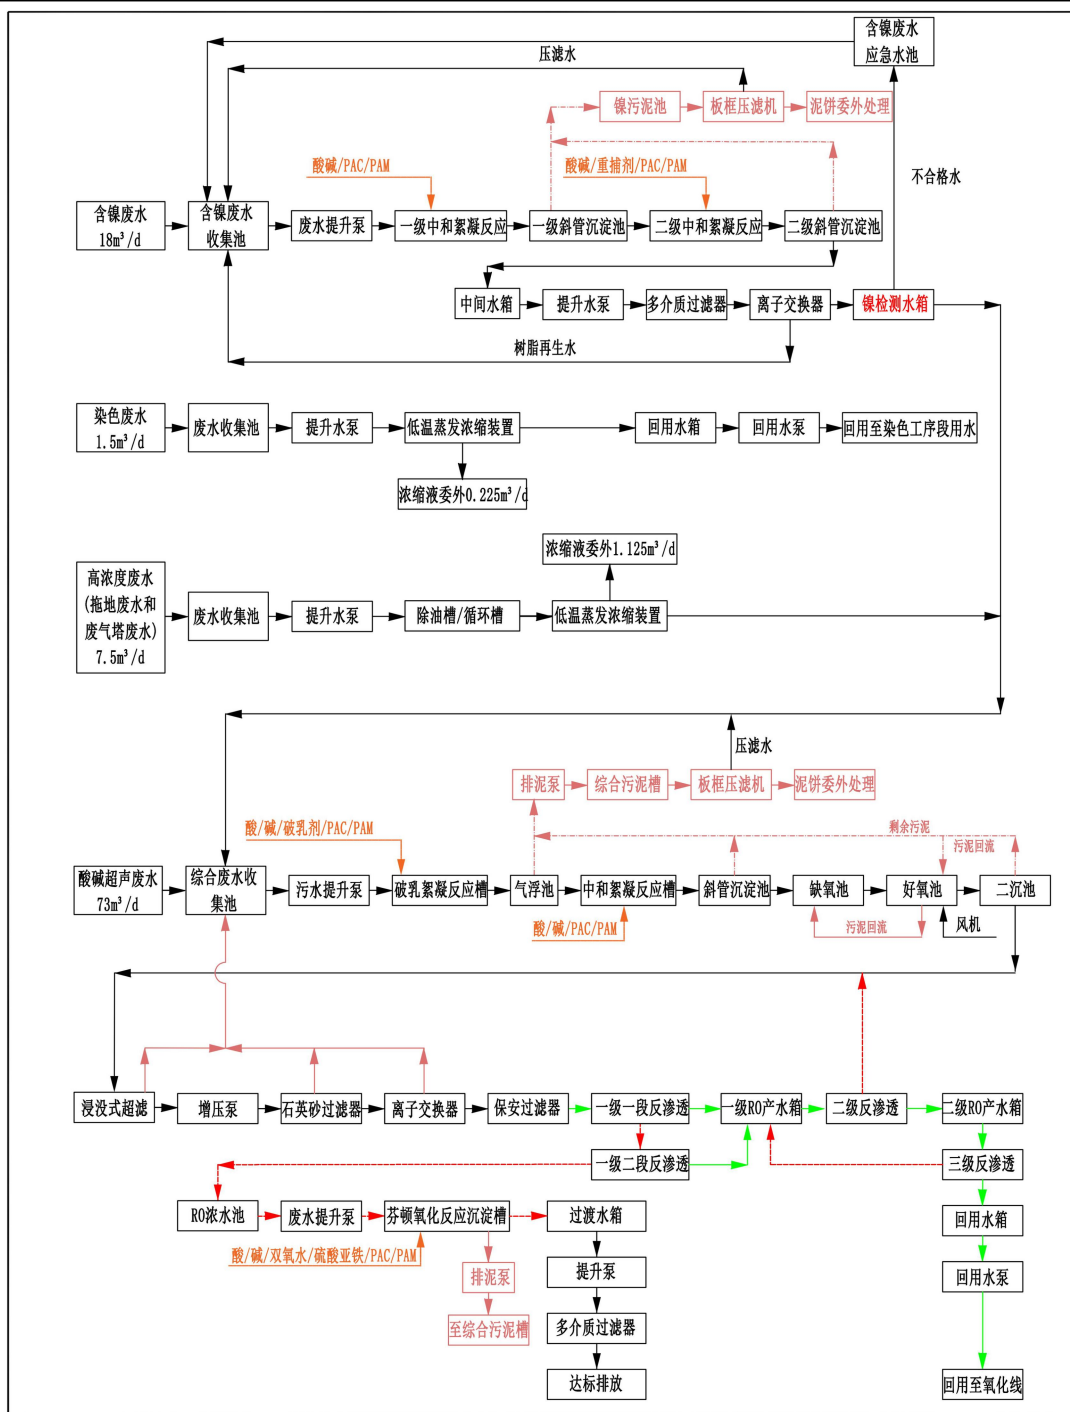 含镍废水
应急水池
压滤水
镍污泥池
板框压滤机
泥饼委外处理
酸碱/PAC/PAM
酸碱/重捕剂/PAC/PAM
不合格水
含镍废水
18m³/d
含镍废水
收集池
废水提升泵
一级中和絮凝反应
一级斜管沉淀池
二级中和絮凝反应
二级斜管沉淀池
中间水箱
提升水泵
多介质过滤器
离子交换器
镍检测水箱
树脂再生水
染色废水
1.5m³/d
废水收集池
提升水泵
低温蒸发浓缩装置
回用水箱
回用水泵
回用至染色工序段用水
浓缩液委外0.225m³/d
浓缩液委外1.125m³/d
高浓度废水
(拖地废水和
废气塔废水)
7.5m³/d
废水收集池
提升水泵
除油槽/循环槽
低温蒸发浓缩装置
压滤水
排泥泵
综合污泥槽
板框压滤机
泥饼委外处理
酸/碱/破乳剂/PAC/PAM
剩余污泥
污泥回流
酸碱超声废水
73m³/d
综合废水收
集池
污水提升泵
破乳絮凝反应槽
气浮池
中和絮凝反应槽
斜管沉淀池
缺氧池
好氧池
二沉池
酸/碱/PAC/PAM
污泥回流
风机
浸没式超滤
增压泵
石英砂过滤器
离子交换器
保安过滤器
一级一段反渗透
一级RO产水箱
二级反渗透
二级RO产水箱
一级二段反渗透
三级反渗透
RO浓水池
废水提升泵
芬顿氧化反应沉淀槽
过渡水箱
回用水箱
酸/碱/双氧水/硫酸亚铁/PAC/PAM
排泥泵
提升泵
回用水泵
至综合污泥槽
多介质过滤器
达标排放
回用至氧化线